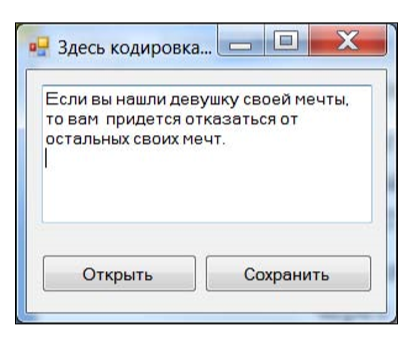 Здесь кодировка...
Если вы нашли девушку своей мечты,
то вам  придется отказаться от
остальных своих мечт.
Открыть
Сохранить